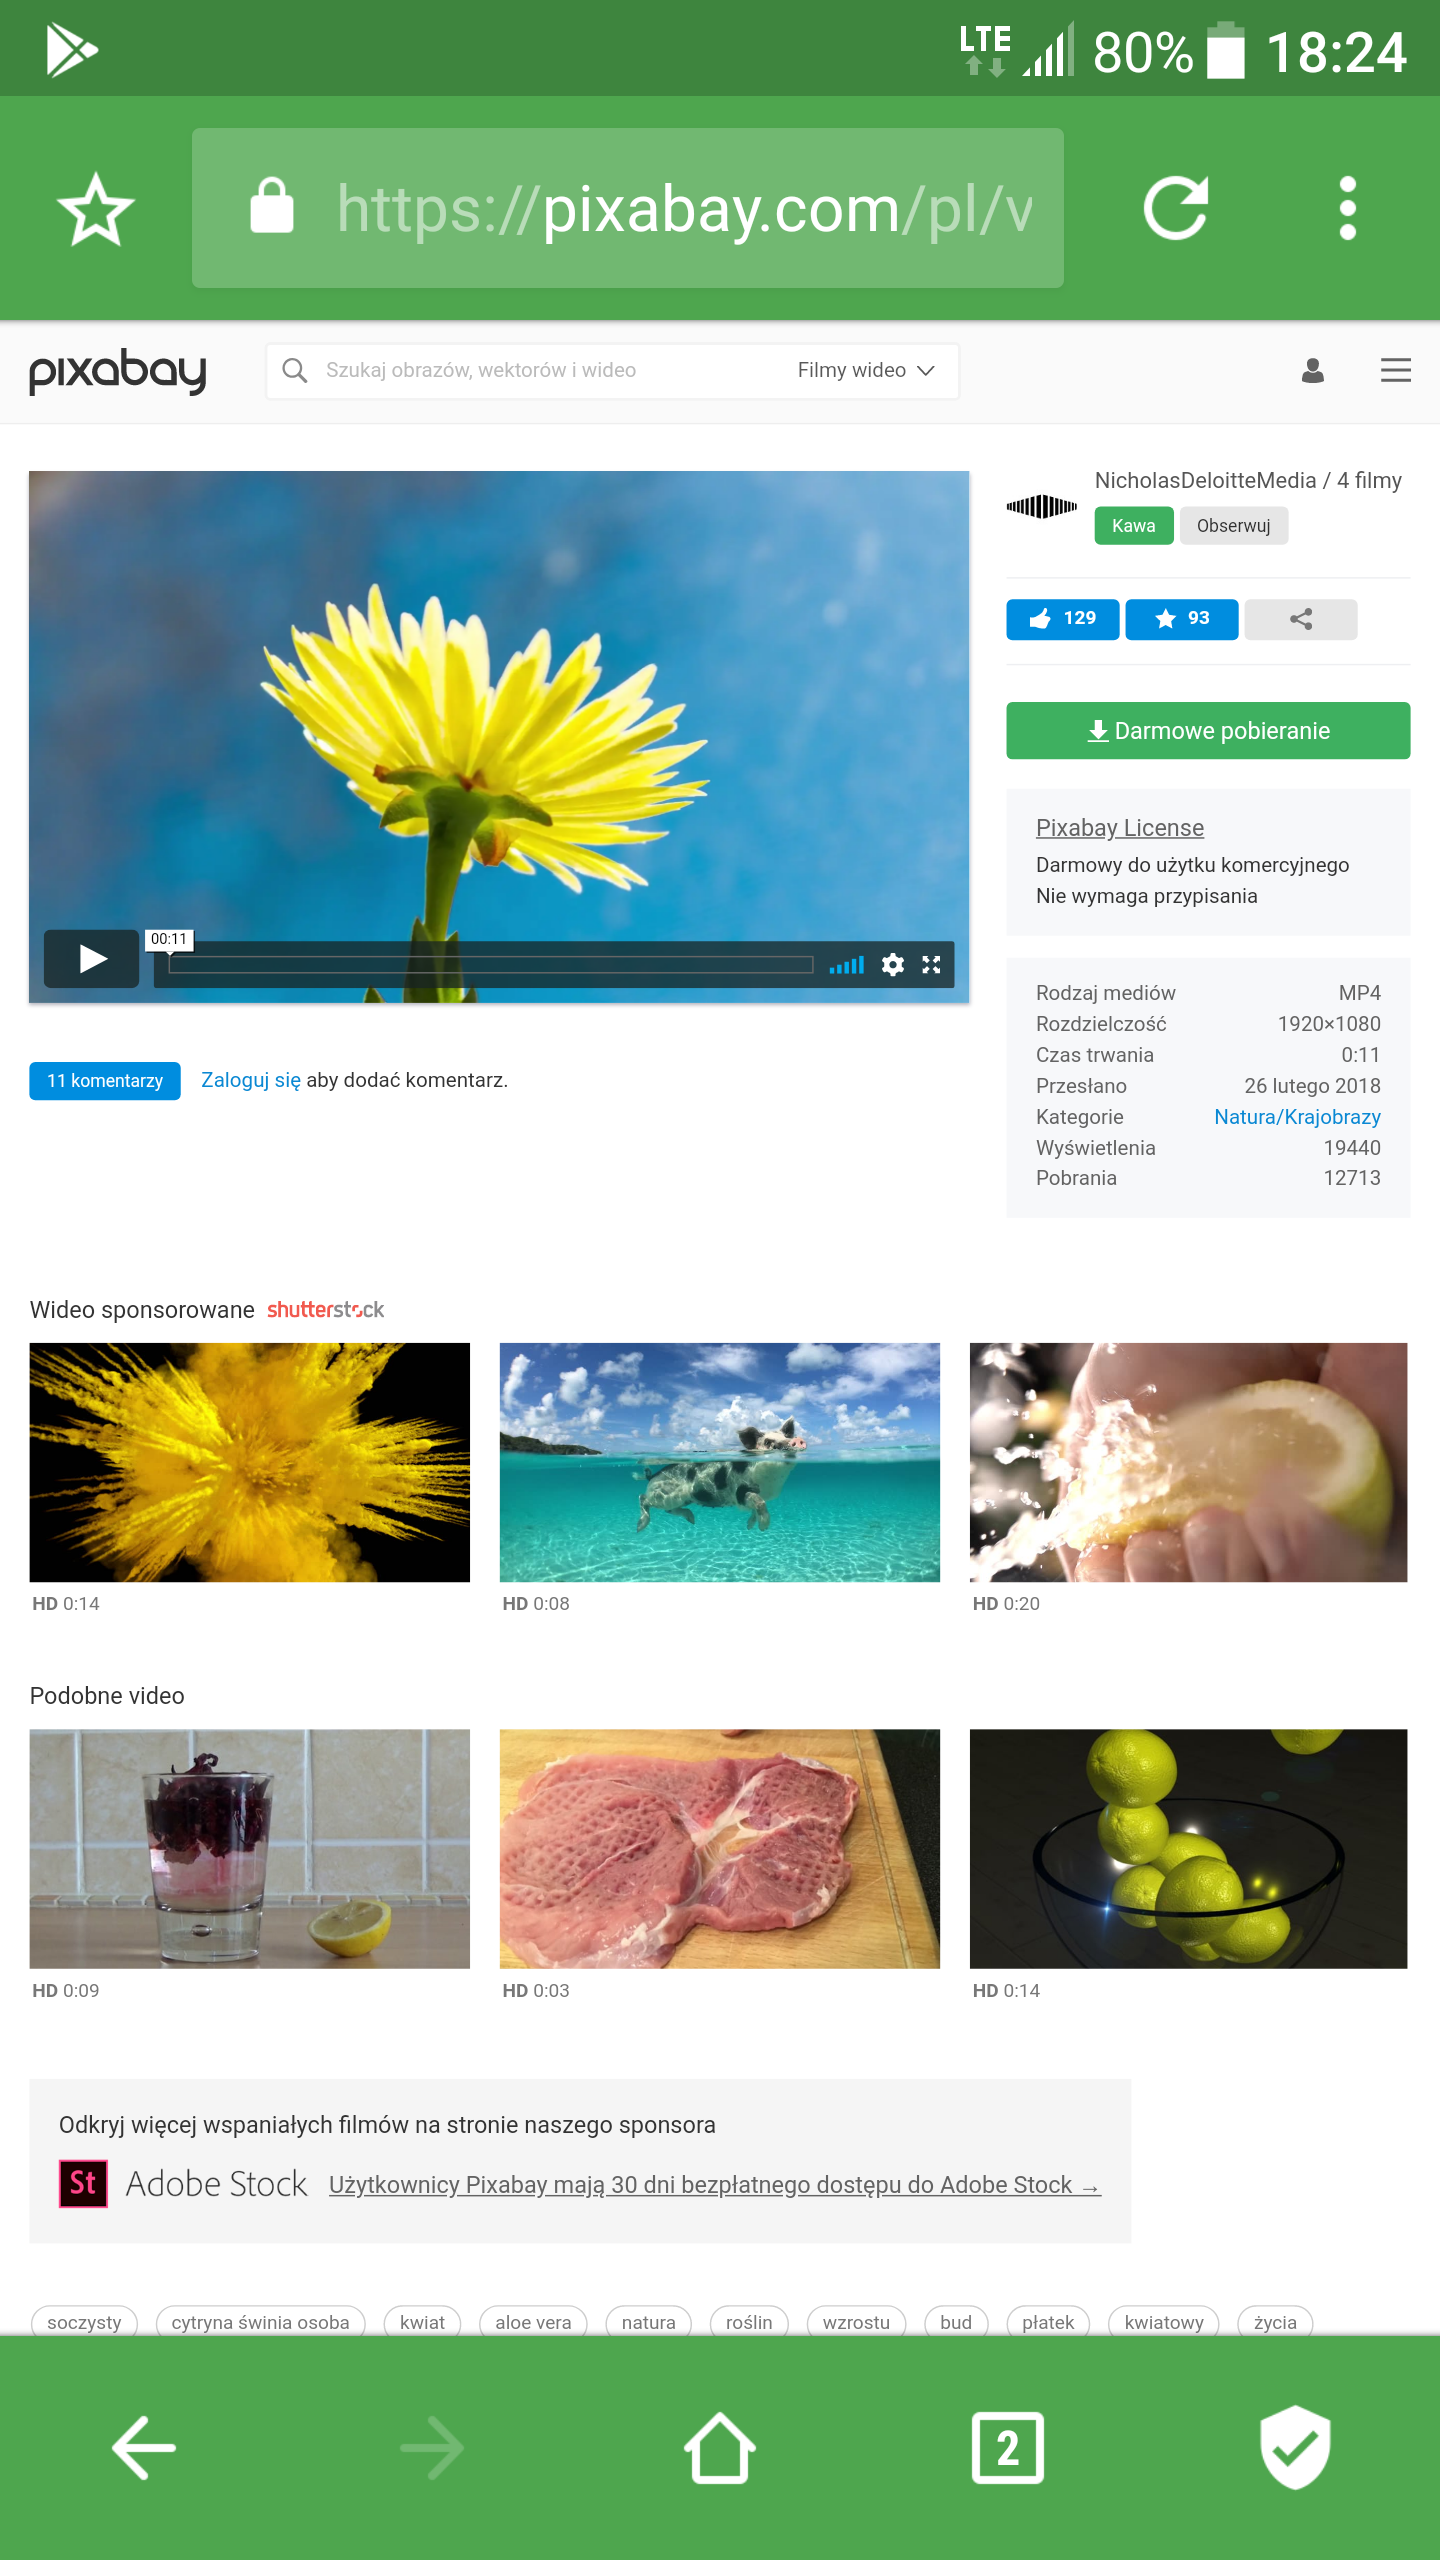 LTE 80% 18:24
https://pixabay.com/pl/v
pixabay Szukaj obrazów, wektorów i wideo Filmy wideo
NicholasDeloitteMedia / 4 filmy
Kawa Obserwuj
129 93
Darmowe pobieranie
Pixabay License
Darmowy do użytku komercyjnego
Nie wymaga przypisania
00:11
Rodzaj mediów MP4
Rozdzielczość 1920×1080
Czas trwania 0:11
Przesłano 26 lutego 2018
Kategorie Natura/Krajobrazy
Wyświetlenia 19440
Pobrania 12713
11 komentarzy Zaloguj się aby dodać komentarz.
Wideo sponsorowane shutterstock
HD 0:14 HD 0:08 HD 0:20
Podobne video
HD 0:09 HD 0:03 HD 0:14
Odkryj więcej wspaniałych filmów na stronie naszego sponsora
St Adobe Stock Użytkownicy Pixabay mają 30 dni bezpłatnego dostępu do Adobe Stock →
soczysty cytryna świnia osoba kwiat aloe vera natura roślin wzrostu bud płatek kwiatowy życia
2